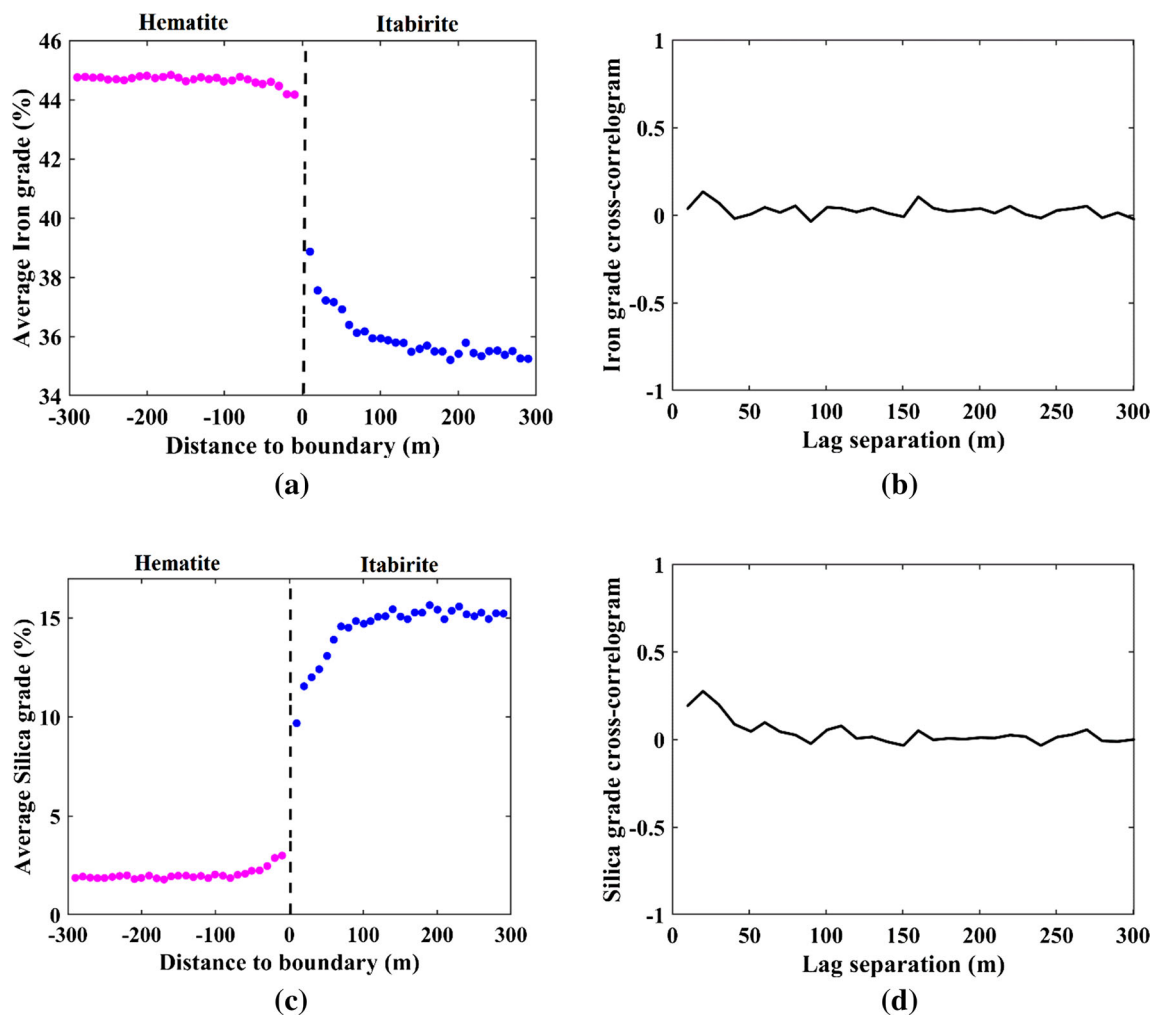 Hematite Itabirite
46
44
42
40
38
36
34
-300 -200 -100 0 100 200 300
Average Iron grade (%)
Distance to boundary (m)
(a)
1
0.5
0
-0.5
-1
0 50 100 150 200 250 300
Iron grade cross-correlogram
Lag separation (m)
(b)
Hematite Itabirite
15
10
5
0
-300 -200 -100 0 100 200 300
Average Silica grade (%)
Distance to boundary (m)
(c)
1
0.5
0
-0.5
-1
0 50 100 150 200 250 300
Silica grade cross-correlogram
Lag separation (m)
(d)